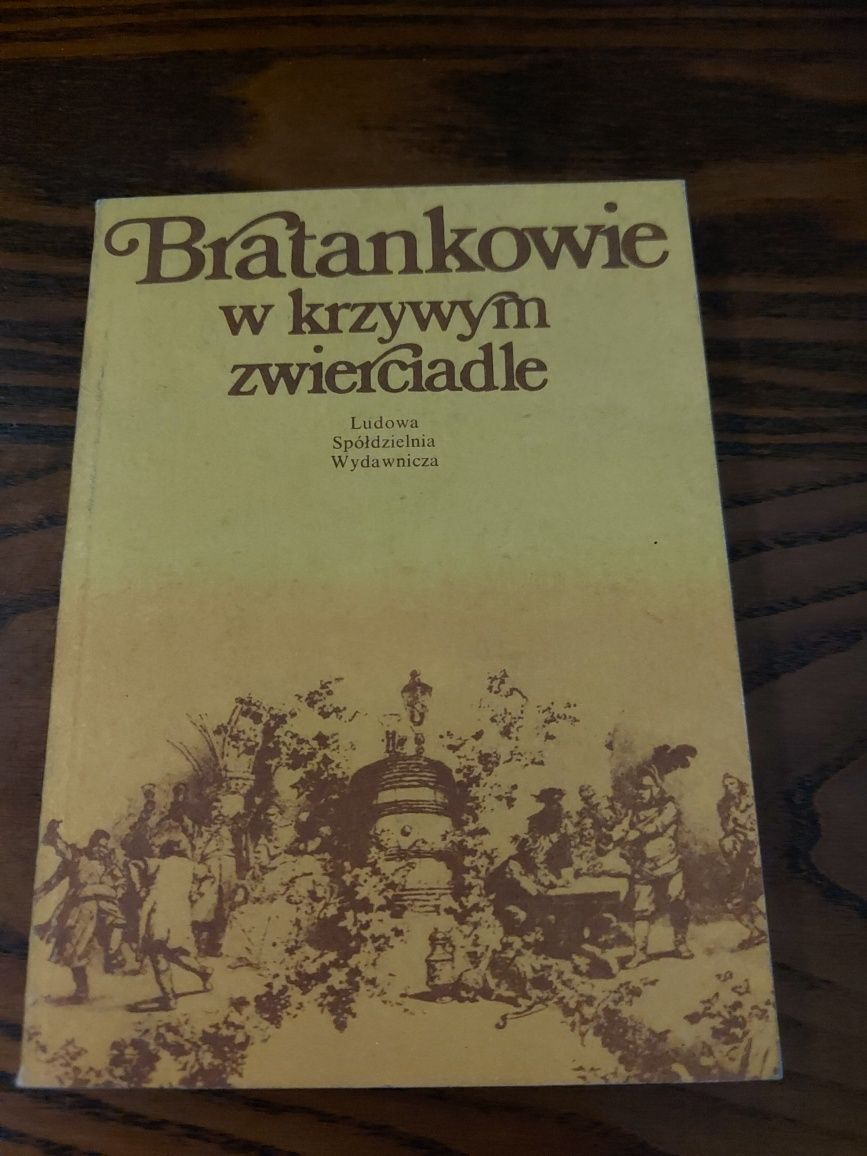 Bratankowie
w krzywym
zwierciadle
Ludowa
Spółdzielnia
Wydawnicza